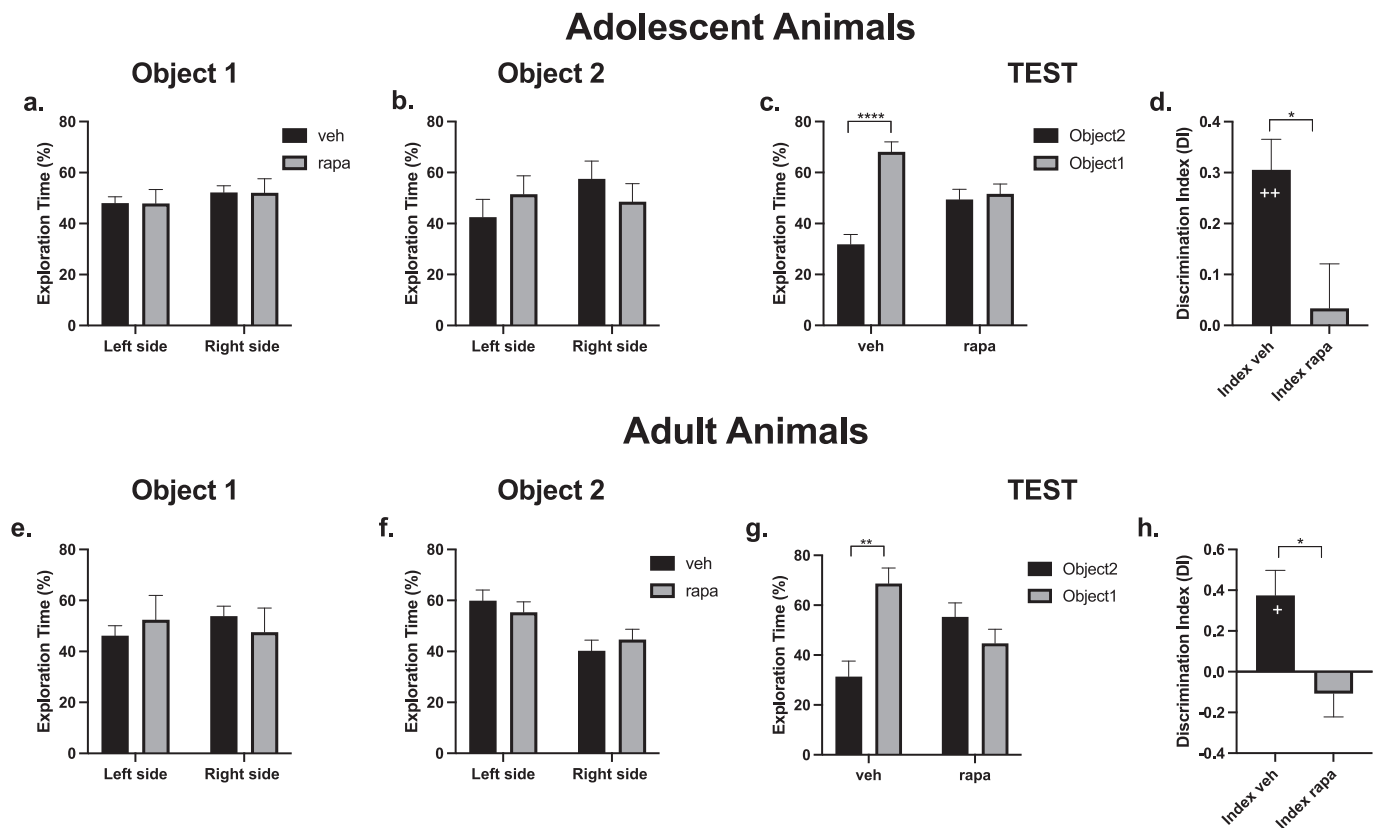 Adolescent Animals
Object 1
Object 2
TEST
a.
Exploration Time (%)
80
60
40
20
0
Left side
Right side
veh
rapa
b.
Exploration Time (%)
80
60
40
20
0
Left side
Right side
c.
Exploration Time (%)
80
60
40
20
0
****
veh
rapa
Object2
Object1
d.
Discrimination Index (DI)
0.4
0.3
0.2
0.1
0.0
*
++
Index veh
Index rapa
Adult Animals
Object 1
Object 2
TEST
e.
Exploration Time (%)
80
60
40
20
0
Left side
Right side
f.
Exploration Time (%)
80
60
40
20
0
Left side
Right side
veh
rapa
g.
Exploration Time (%)
80
60
40
20
0
**
veh
rapa
Object2
Object1
h.
Discrimination Index (DI)
0.6
0.4
0.2
0.0
-0.2
-0.4
*
+
Index veh
Index rapa